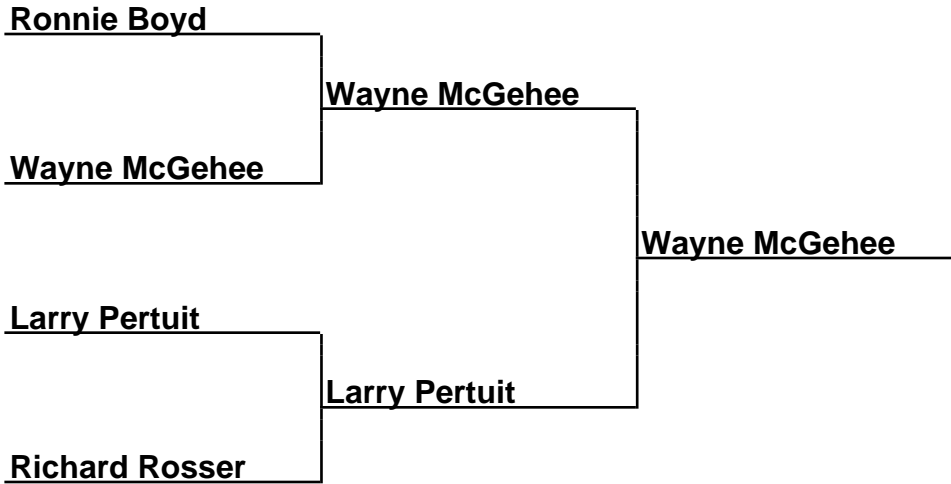 Ronnie Boyd
Wayne McGehee
Wayne McGehee
Wayne McGehee
Larry Pertuit
Larry Pertuit
Richard Rosser